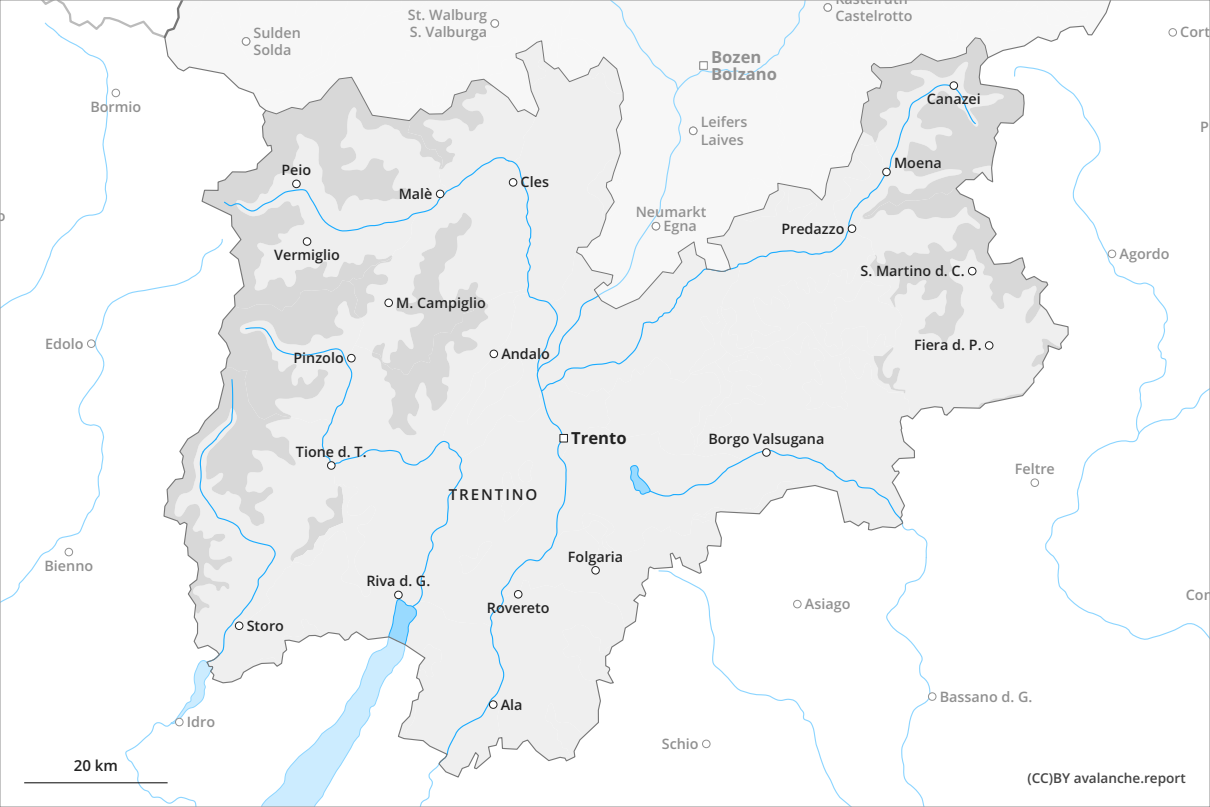 Kastelruth
Castelrotto
St. Walburg
S. Valburga
Sulden
Solda
Cort
Bozen
Bolzano
Bormio
Canazei
Leifers
Laives
P
Moena
Peio
Malè
Cles
Neumarkt
Egna
Predazzo
Vermiglio
Agordo
S. Martino d. C.
M. Campiglio
Edolo
Pinzolo
Andalo
Fiera d. P.
Trento
Borgo Valsugana
Tione d. T.
Feltre
TRENTINO
Bienno
Folgaria
Riva d. G.
Rovereto
Asiago
Cor
Storo
Idro
Ala
Bassano d. G.
Schio
20 km
(CC)BY avalanche.report